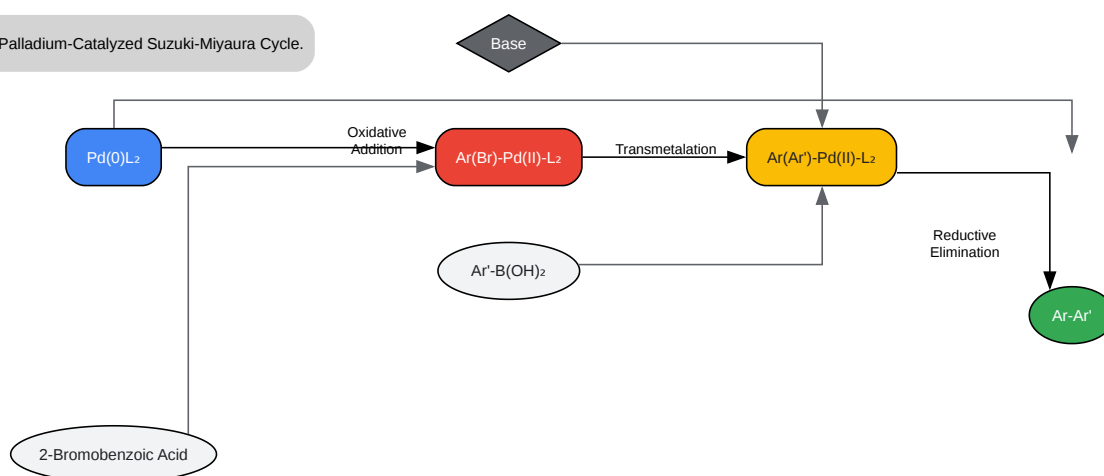 Palladium-Catalyzed Suzuki-Miyaura Cycle.
Base
Oxidative
Addition
Pd(0)L₂
Ar(Br)-Pd(II)-L₂
Transmetalation
Ar(Ar')-Pd(II)-L₂
Reductive
Elimination
Ar'-B(OH)₂
Ar-Ar'
2-Bromobenzoic Acid